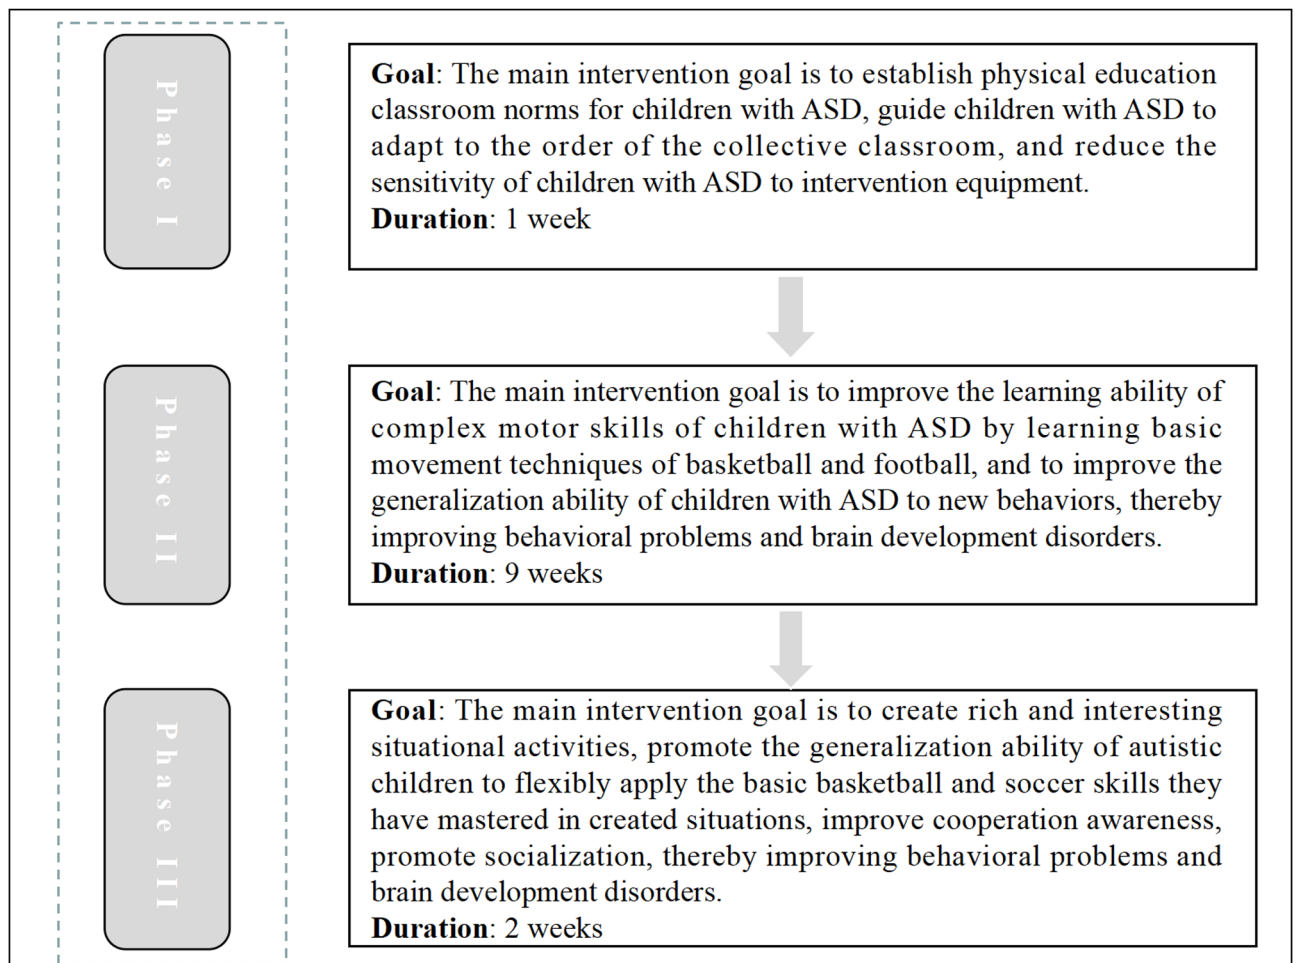 Phase I
Goal: The main intervention goal is to establish physical education
classroom norms for children with ASD, guide children with ASD to
adapt to the order of the collective classroom, and reduce the
sensitivity of children with ASD to intervention equipment.
Duration: 1 week
Phase II
Goal: The main intervention goal is to improve the learning ability of
complex motor skills of children with ASD by learning basic
movement techniques of basketball and football, and to improve the
generalization ability of children with ASD to new behaviors, thereby
improving behavioral problems and brain development disorders.
Duration: 9 weeks
Phase III
Goal: The main intervention goal is to create rich and interesting
situational activities, promote the generalization ability of autistic
children to flexibly apply the basic basketball and soccer skills they
have mastered in created situations, improve cooperation awareness,
promote socialization, thereby improving behavioral problems and
brain development disorders.
Duration: 2 weeks